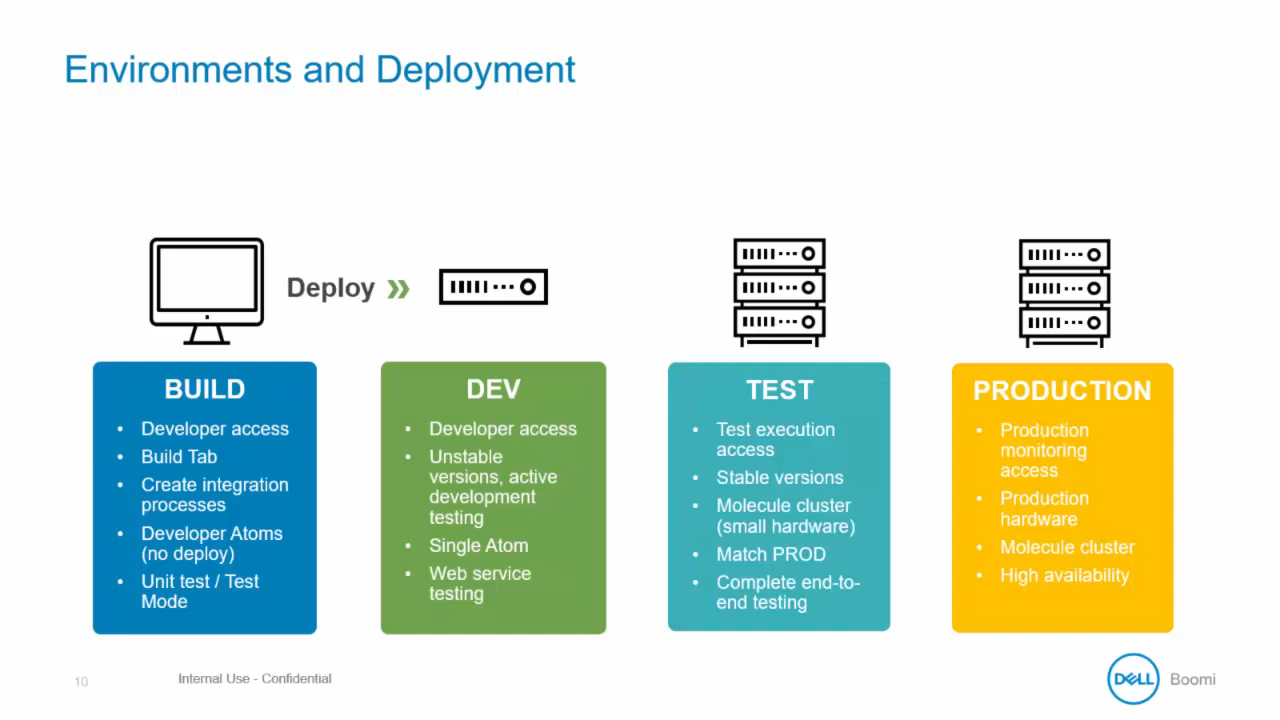 Environments and Deployment
Deploy »
BUILD
• Developer access
• Build Tab
• Create integration
processes
• Developer Atoms
(no deploy)
• Unit test / Test
Mode
DEV
• Developer access
• Unstable
versions, active
development
testing
• Single Atom
• Web service
testing
TEST
• Test execution
access
• Stable versions
• Molecule cluster
(small hardware)
• Match PROD
• Complete end-to-
end testing
PRODUCTION
• Production
monitoring
access
• Production
hardware
• Molecule cluster
• High availability
10
Internal Use - Confidential
DELL
Boomi